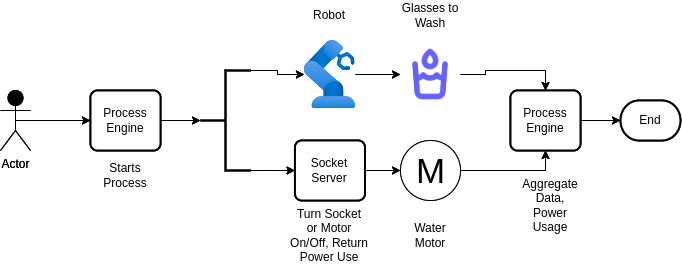 Robot
Glasses to
Wash
Process
Engine
Actor
Starts
Process
Socket
Server
Turn Socket
or Motor
On/Off, Return
Power Use
M
Water
Motor
Process
Engine
Aggregate
Data,
Power
Usage
End